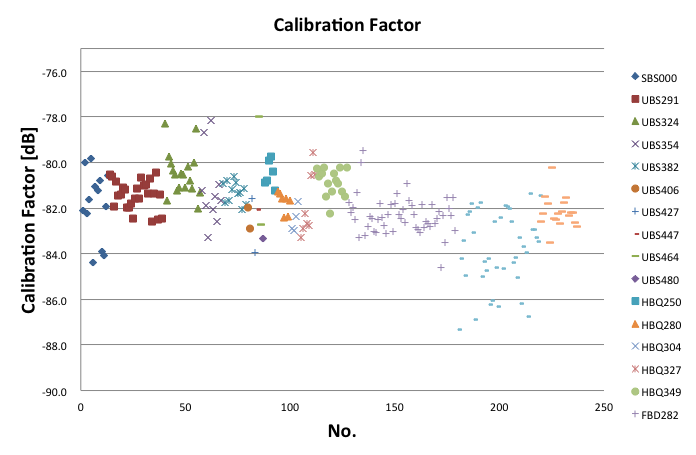 Calibration Factor
Calibration Factor [dB]
-76.0
-78.0
-80.0
-82.0
-84.0
-86.0
-88.0
-90.0
0
50
100
150
200
250
No.
SBS000
UBS291
UBS324
UBS354
UBS382
UBS406
UBS427
UBS447
UBS464
UBS480
HBQ250
HBQ280
HBQ304
HBQ327
HBQ349
FBD282